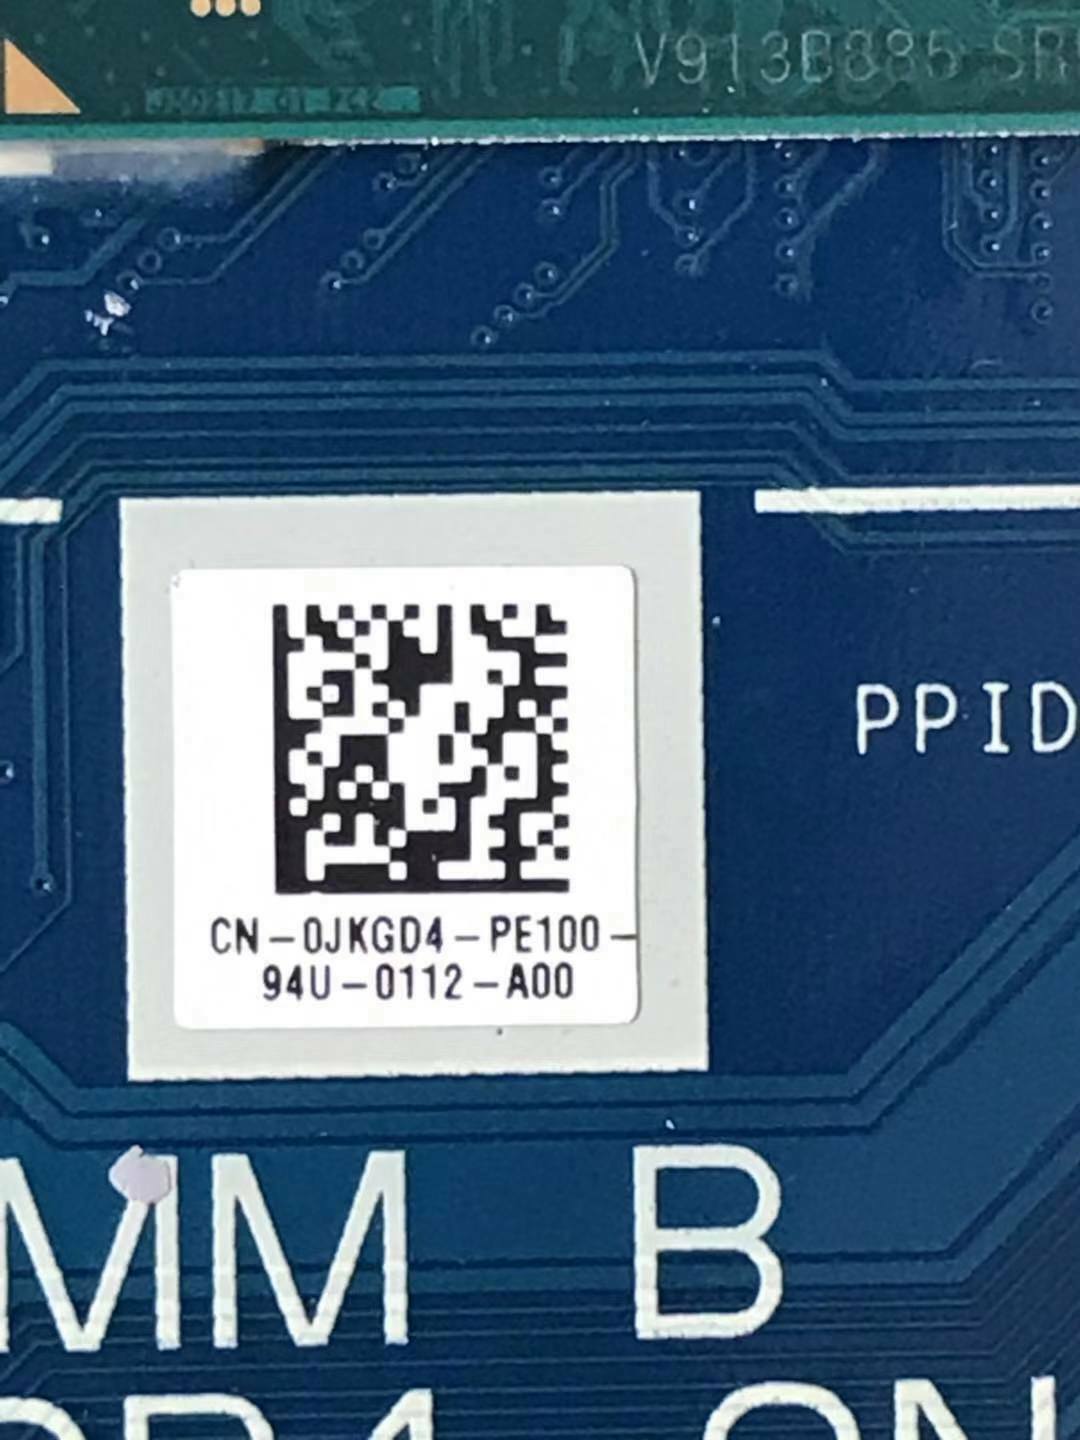 V913B885 SR
PPID
CN-0JKGD4-PE100-
94U-0112-A00
MM B